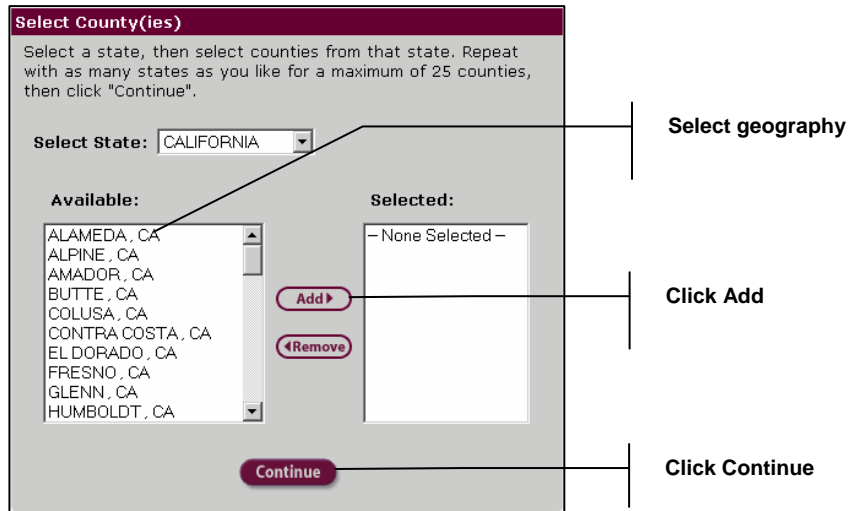 Select County(ies)
Select a state, then select counties from that state. Repeat
with as many states as you like for a maximum of 25 counties,
then click "Continue".
Select State: CALIFORNIA
Select geography
Available:
Selected:
ALAMEDA, CA
ALPINE, CA
AMADOR, CA
BUTTE, CA
COLUSA, CA
CONTRA COSTA, CA
EL DORADO, CA
FRESNO, CA
GLENN, CA
HUMBOLDT, CA
– None Selected –
Add
Remove
Click Add
Continue
Click Continue